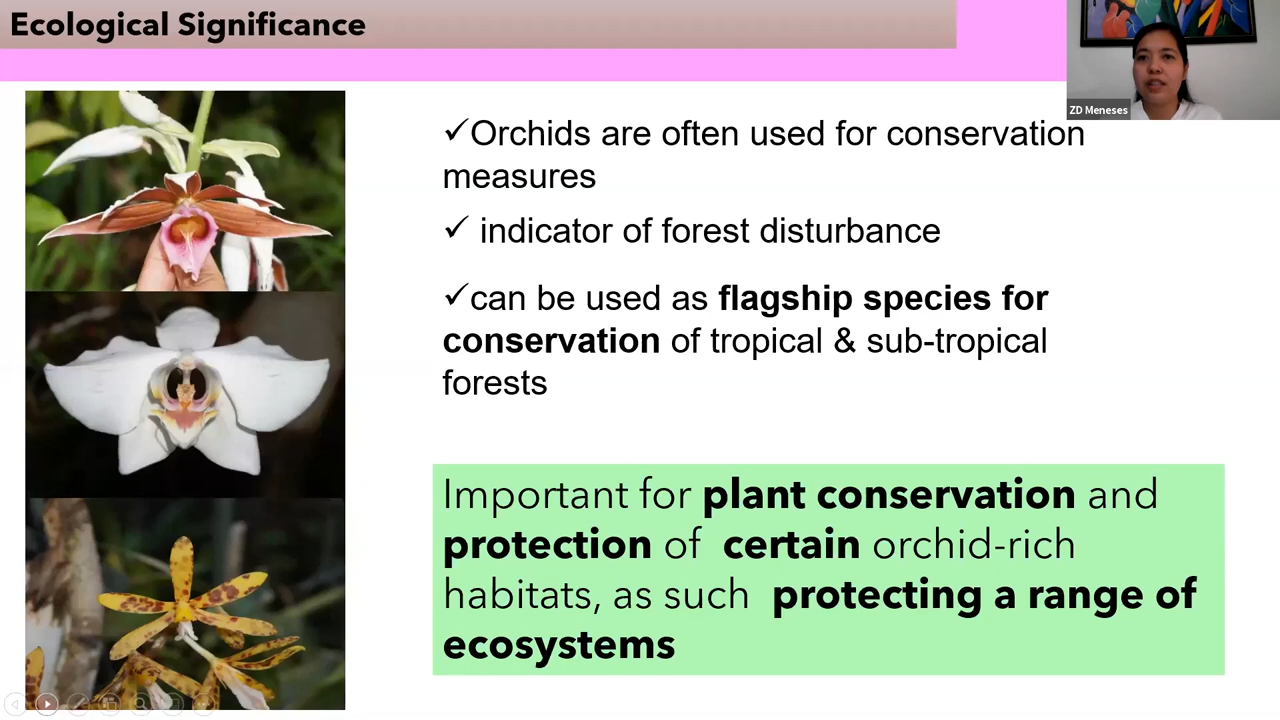 Ecological Significance
ZD Meneses
✓Orchids are often used for conservation
measures
✓ indicator of forest disturbance
✓can be used as flagship species for
conservation of tropical & sub-tropical
forests
Important for plant conservation and
protection of certain orchid-rich
habitats, as such protecting a range of
ecosystems